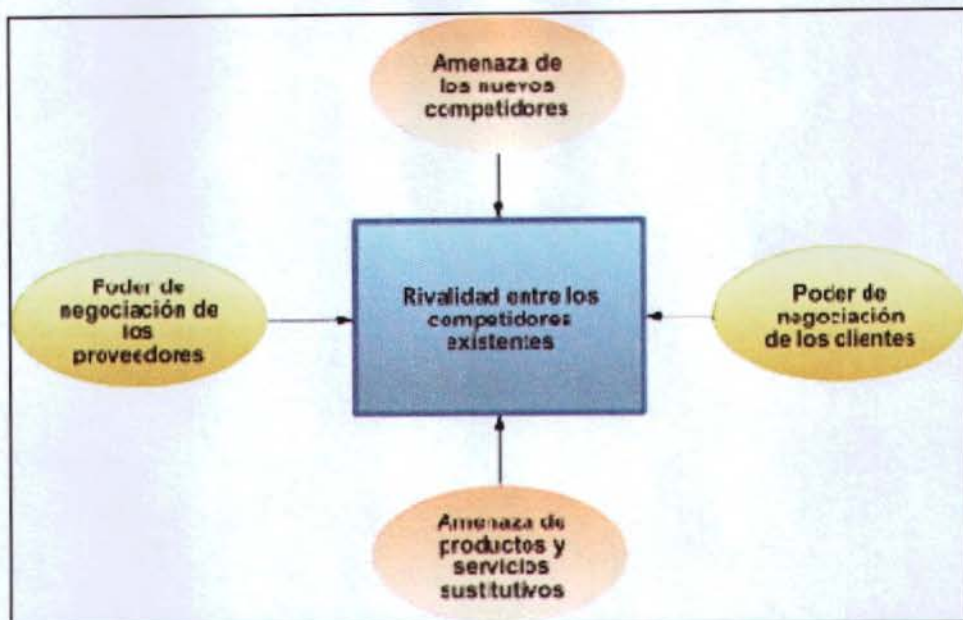 Amenaza de
los nuevos
competidores
Poder de
negociación de
los
proveedores
Rivalidad entre los
competidores
existentes
Poder de
negociación
de los clientes
Amenaza de
productos y
servicios
sustitutivos